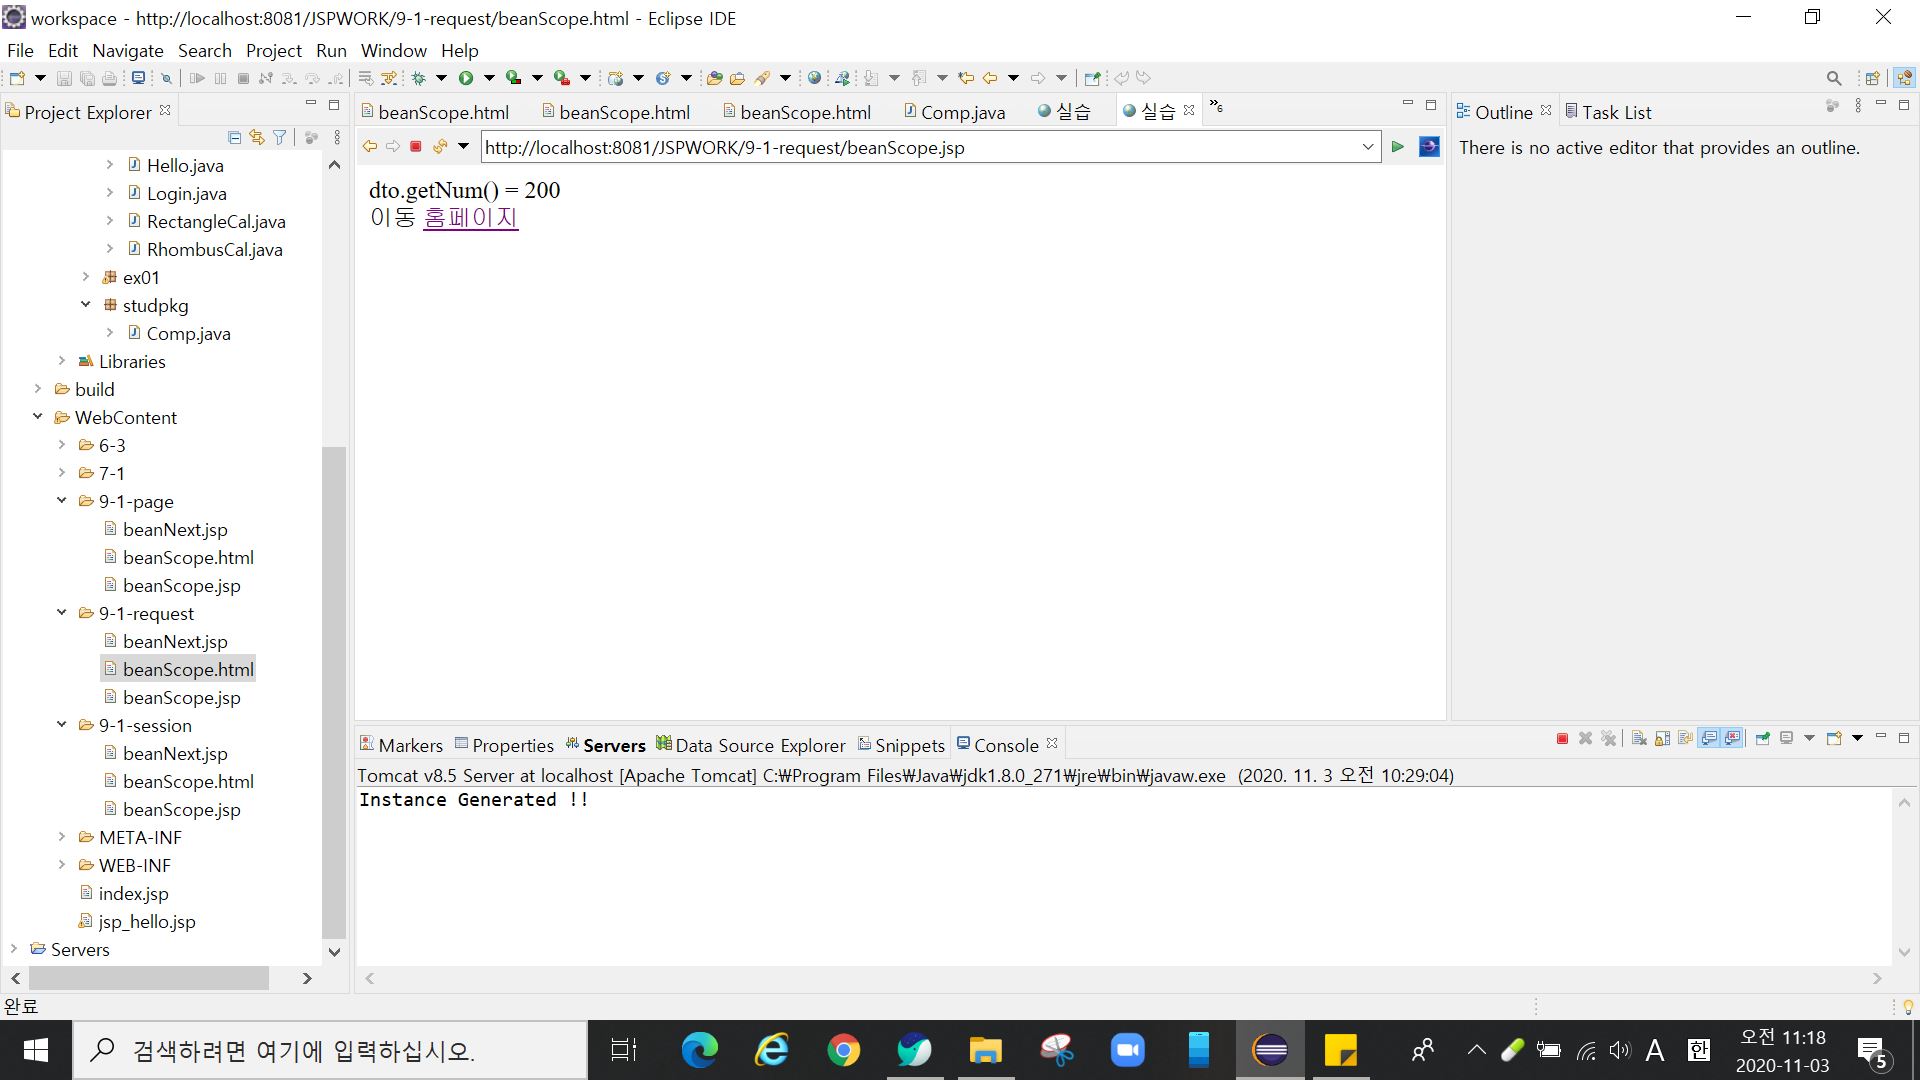 workspace - http://localhost:8081/JSPWORK/9-1-request/beanScope.html - Eclipse IDE
File Edit Navigate Search Project Run Window Help
Project Explorer
Hello.java
Login.java
RectangleCal.java
RhombusCal.java
ex01
studpkg
Comp.java
Libraries
build
WebContent
6-3
7-1
9-1-page
beanNext.jsp
beanScope.html
beanScope.jsp
9-1-request
beanNext.jsp
beanScope.html
beanScope.jsp
9-1-session
beanNext.jsp
beanScope.html
beanScope.jsp
META-INF
WEB-INF
index.jsp
jsp_hello.jsp
Servers
beanScope.html beanScope.html beanScope.html Comp.java 실습 실습 »6
http://localhost:8081/JSPWORK/9-1-request/beanScope.jsp
dto.getNum() = 200
이동 홈페이지
Outline Task List
There is no active editor that provides an outline.
Markers Properties Servers Data Source Explorer Snippets Console
Tomcat v8.5 Server at localhost [Apache Tomcat] C:₩Program Files₩Java₩jdk1.8.0_271₩jre₩bin₩javaw.exe (2020. 11. 3 오전 10:29:04)
Instance Generated !!
완료
검색하려면 여기에 입력하십시오.
A 한
오전 11:18
2020-11-03
5